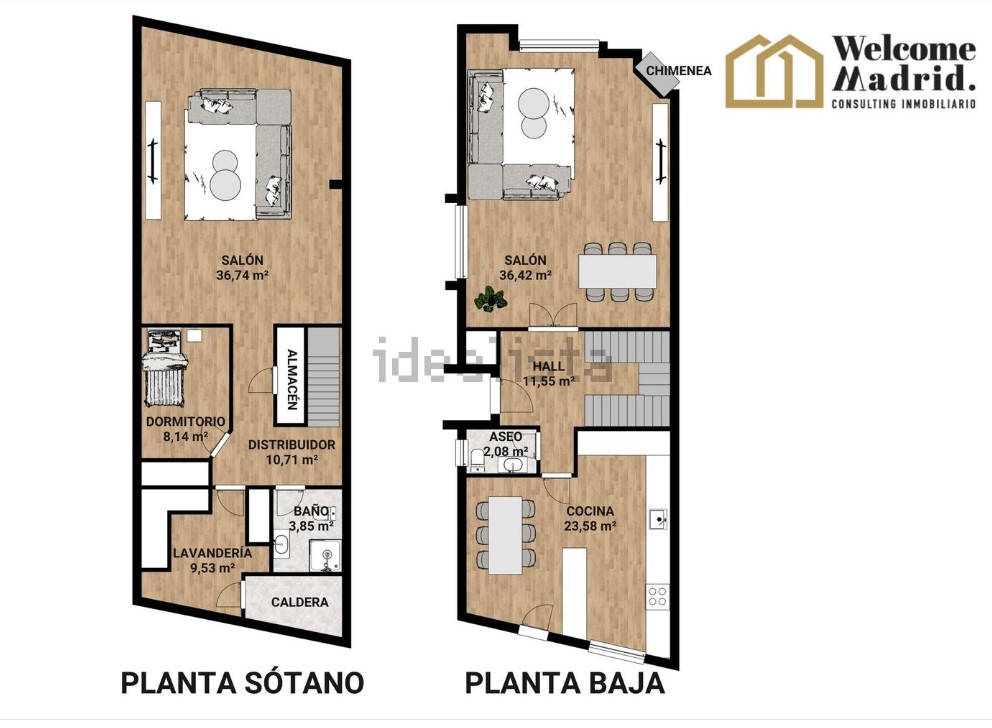 Welcome
Madrid.
CONSULTING INMOBILIARIO
CHIMENEA
SALÓN
36,74 m²
SALÓN
36,42 m²
idealista
ALMACÉN
HALL
11,55 m²
DORMITORIO
8,14 m²
DISTRIBUIDOR
10,71 m²
ASEO
2,08 m²
BAÑO
3,85 m²
COCINA
23,58 m²
LAVANDERÍA
9,53 m²
CALDERA
PLANTA SÓTANO
PLANTA BAJA